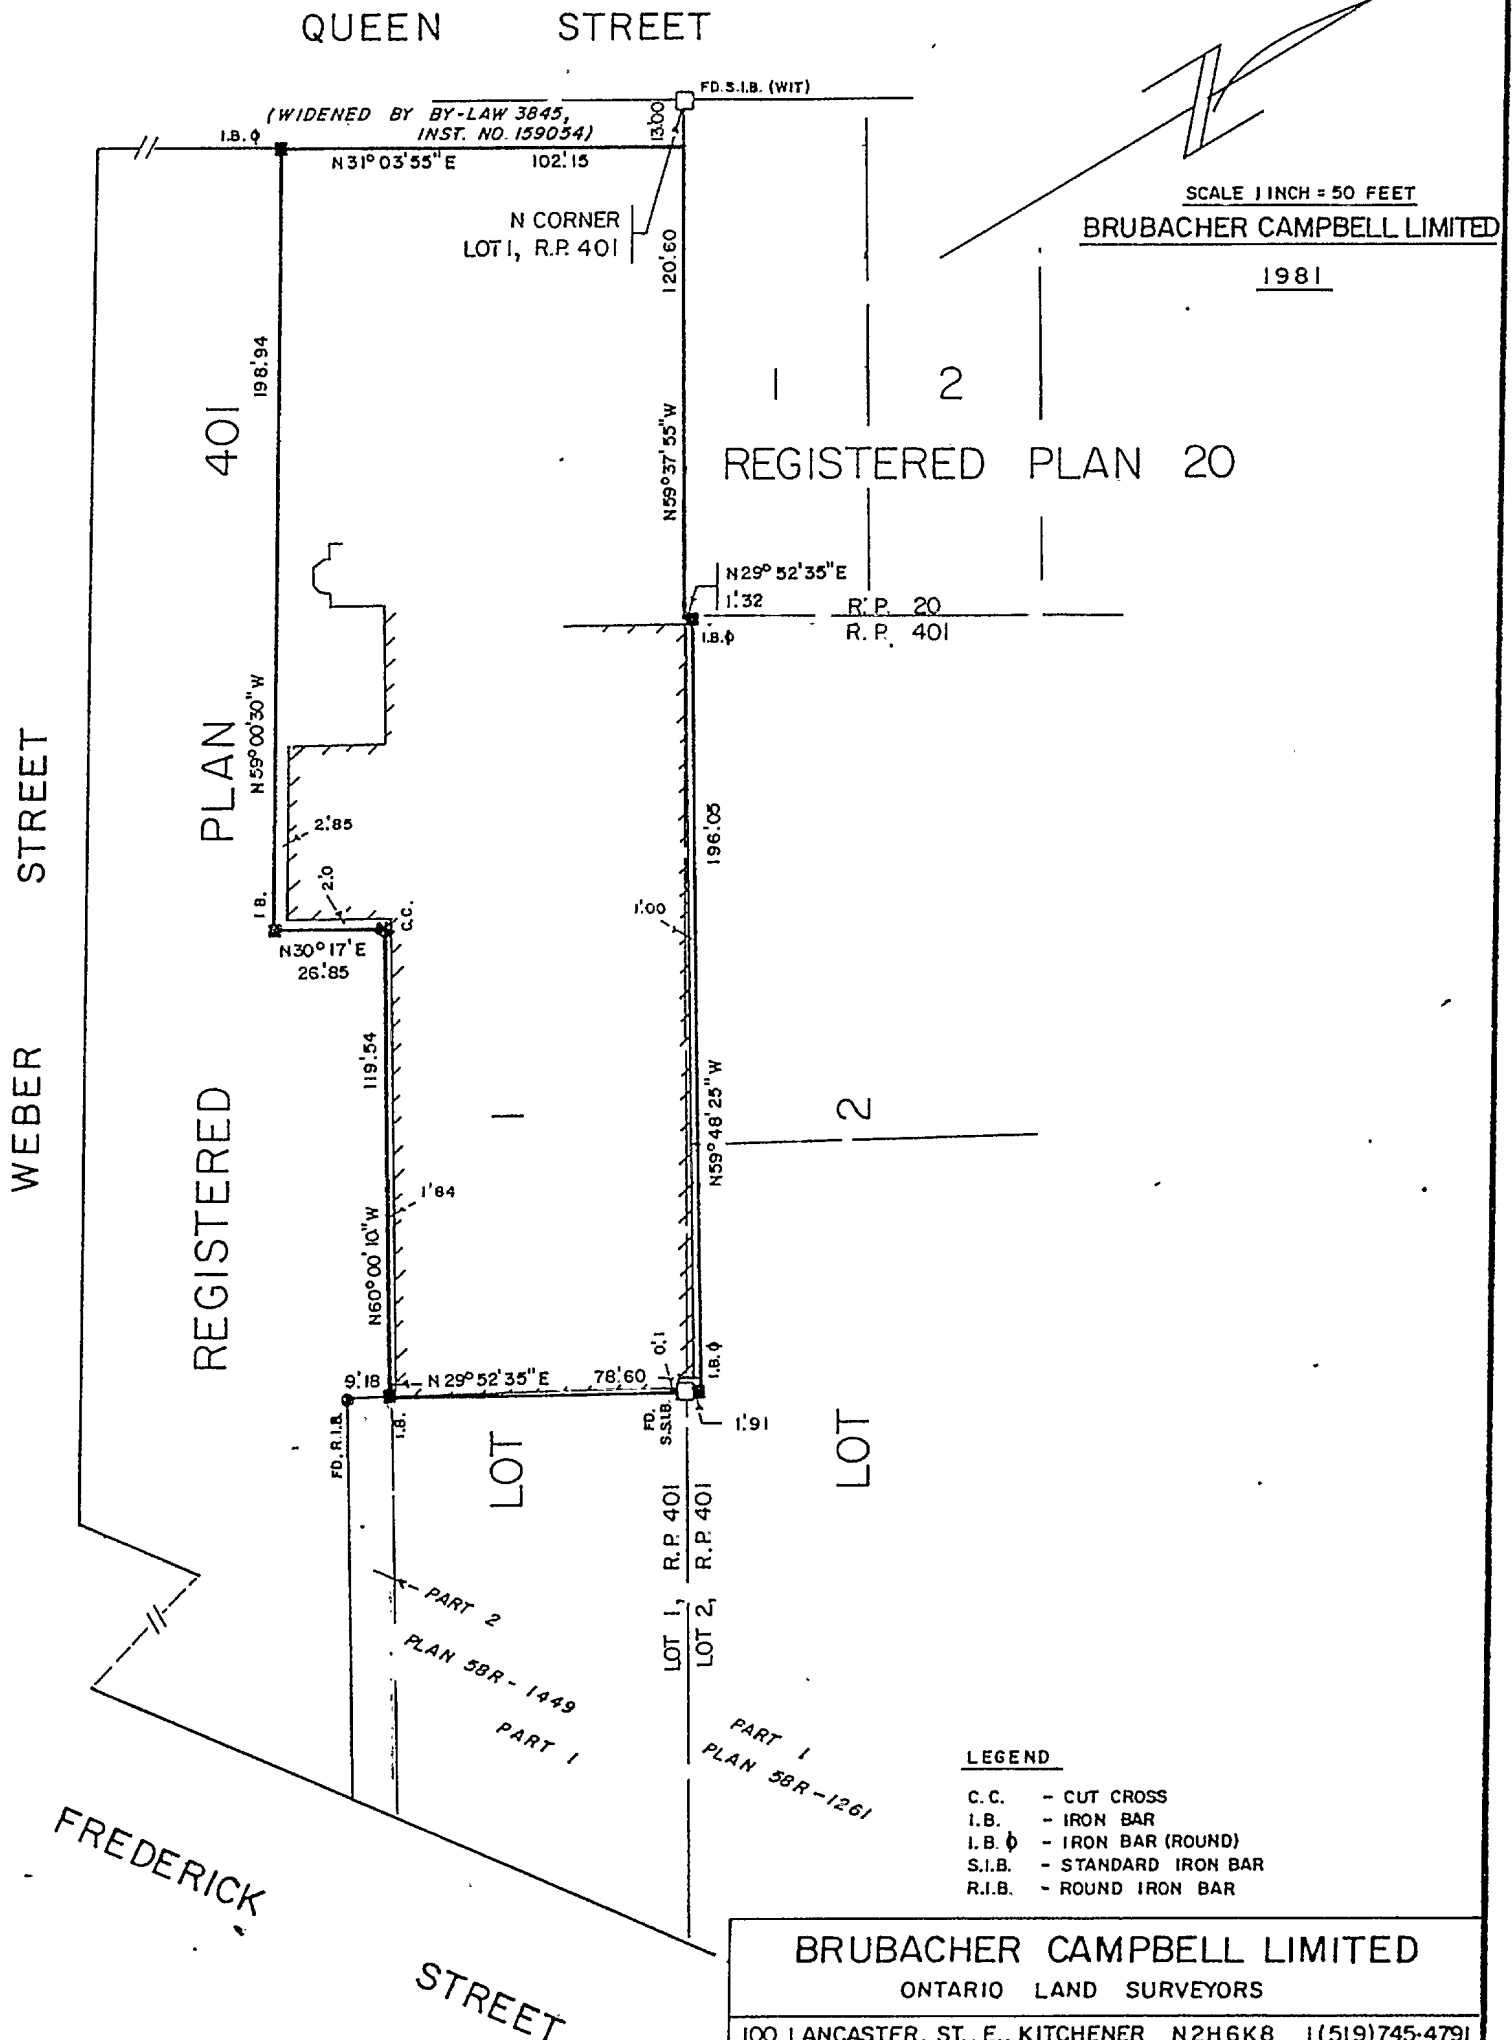 QUEEN STREET
FD.S.I.B. (WIT)
(WIDENED BY BY-LAW 3845,
INST. NO. 159054)
13.00
I.B.ϕ
N31°03'55"E 102.'15
N CORNER
LOT 1, R.P. 401
SCALE 1 INCH = 50 FEET
BRUBACHER CAMPBELL LIMITED
1981
120.'60
198.'94
N59°37'55"W
1 2
401
REGISTERED PLAN 20
N29°52'35"E
1.'32
R.P. 20
R.P. 401
I.B.ϕ
N59°00'30"W
PLAN
WEBER STREET
2.'85
2.'0
I.B.
C.C.
N30°17'E
26.'85
196.'05
1.'00
119.'54
REGISTERED
1
2
N59°48'25"W
1'84
N60°00'10"W
0.'1
I.B.ϕ
9.'18
N29°52'35"E 78.'60
FD. R.I.B.
I.B.
FD.
S.S.I.B.
1.'91
LOT
LOT
LOT 1, R.P. 401
LOT 2, R.P. 401
PART 2
PLAN 58R-1449
PART 1
PART 1
PLAN 58R-1261
FREDERICK
STREET
LEGEND
C.C. - CUT CROSS
I.B. - IRON BAR
I.B.ϕ - IRON BAR (ROUND)
S.I.B. - STANDARD IRON BAR
R.I.B. - ROUND IRON BAR
BRUBACHER CAMPBELL LIMITED
ONTARIO LAND SURVEYORS
100 LANCASTER, ST., E., KITCHENER N2H6K8 1(519)745-4791